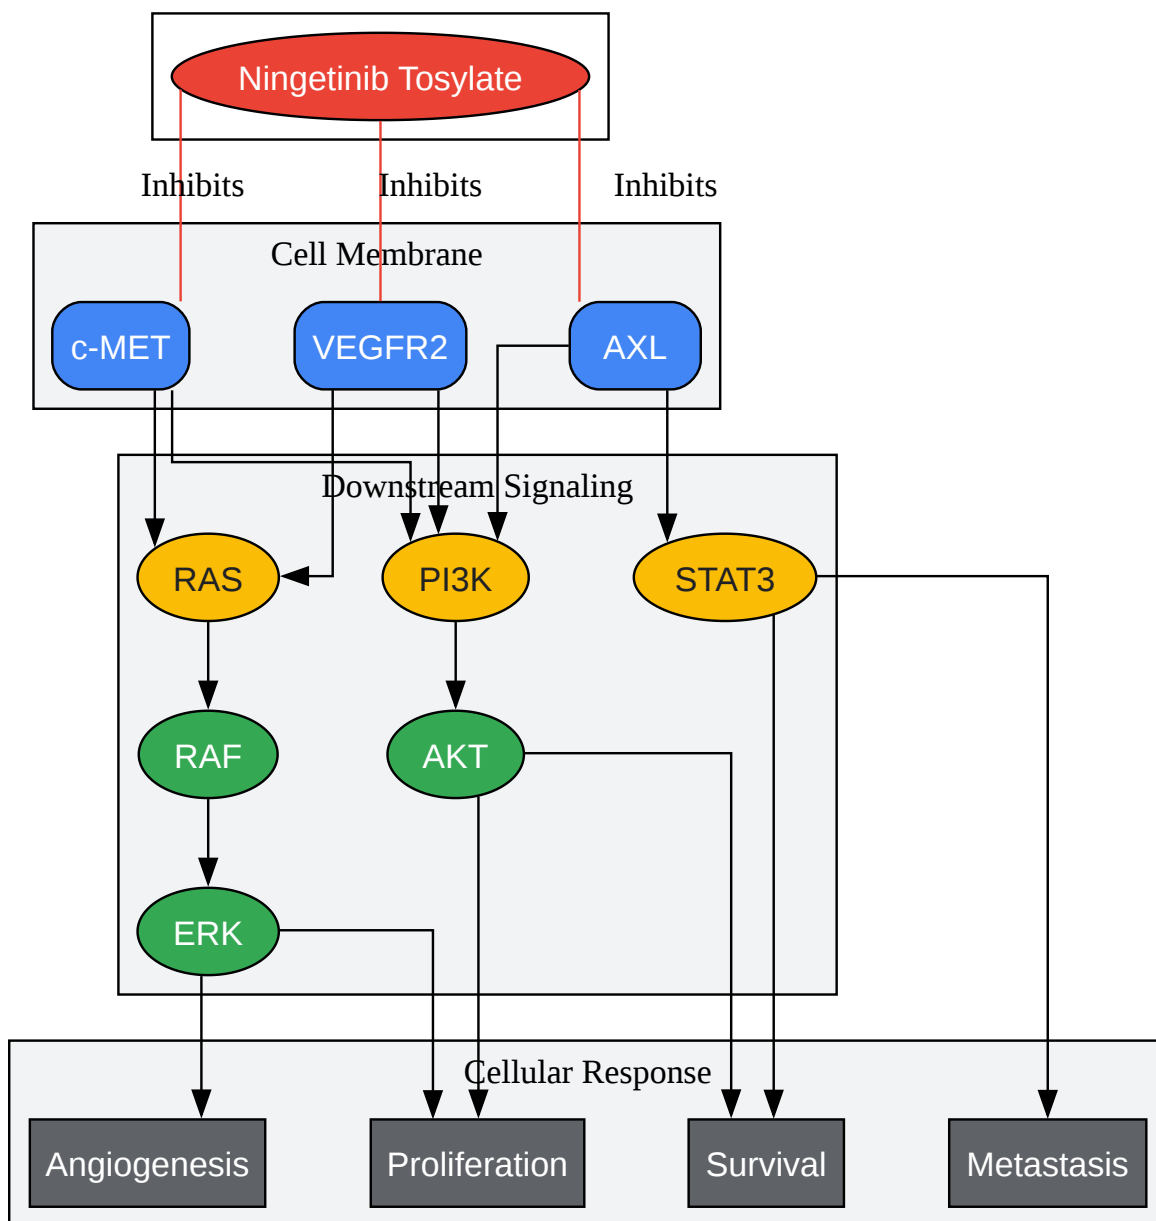 Ningetinib Tosylate
Inhibits
Inhibits
Inhibits
Cell Membrane
c-MET
VEGFR2
AXL
Downstream Signaling
RAS
PI3K
STAT3
RAF
AKT
ERK
Cellular Response
Angiogenesis
Proliferation
Survival
Metastasis